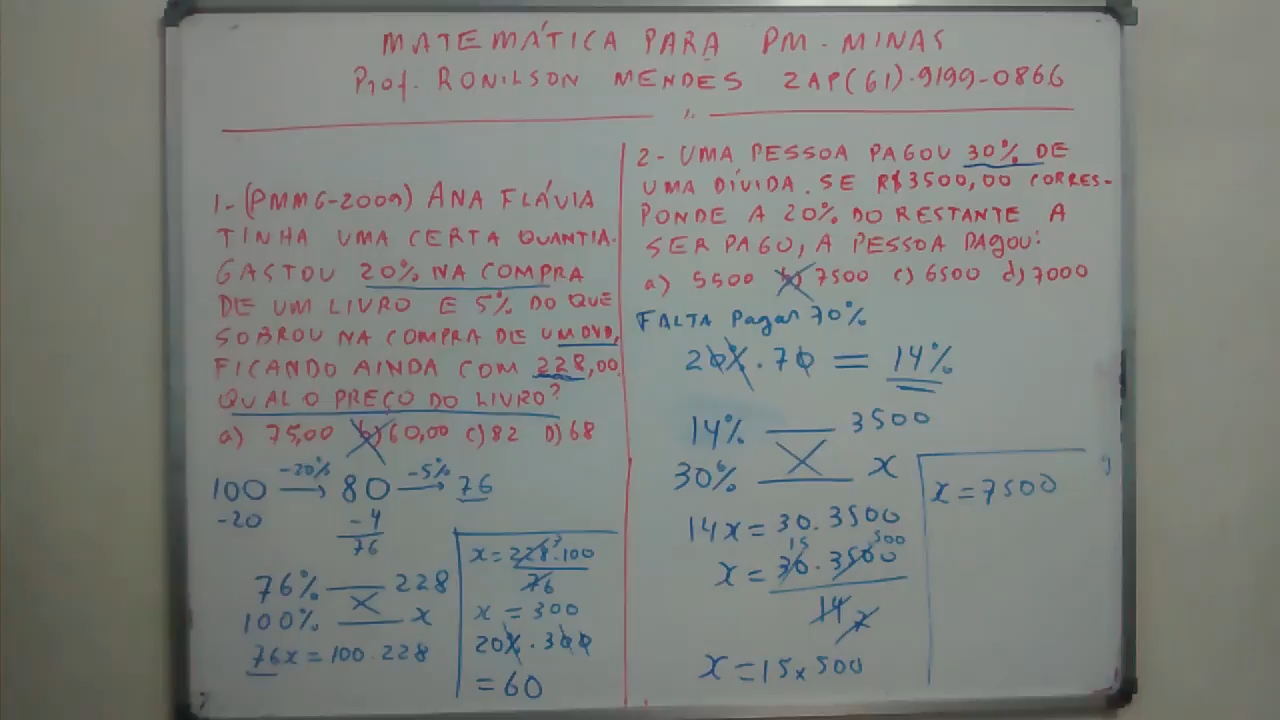 MATEMÁTICA PARA PM-MINAS
Prof. RONILSON MENDES ZAP(61).9199-0866
1-(PMMG-2009) ANA FLÁVIA
TINHA UMA CERTA QUANTIA.
GASTOU 20% NA COMPRA
DE UM LIVRO E 5% DO QUE
SOBROU NA COMPRA DE UM DVD,
FICANDO AINDA COM 228,00.
QUAL O PREÇO DO LIVRO?
a) 75,00 b) 60,00 c) 82 D) 68
100 -20% → 80 -5% → 76
-20 -4
76
76% 228
100% x
76x = 100.228
x = 228.100
3
76
x = 300
20%.300
= 60
2- UMA PESSOA PAGOU 30% DE
UMA DÍVIDA. SE R$3500,00 CORRES-
PONDE A 20% DO RESTANTE A
SER PAGO, A PESSOA PAGOU:
a) 5500 b) 7500 c) 6500 d) 7000
FALTA Pagar 70%
20%.70 = 14%
14% 3500
30% x
14x = 30.3500
15 500
x = 30.3500
14 7
x = 15x500
x = 7500